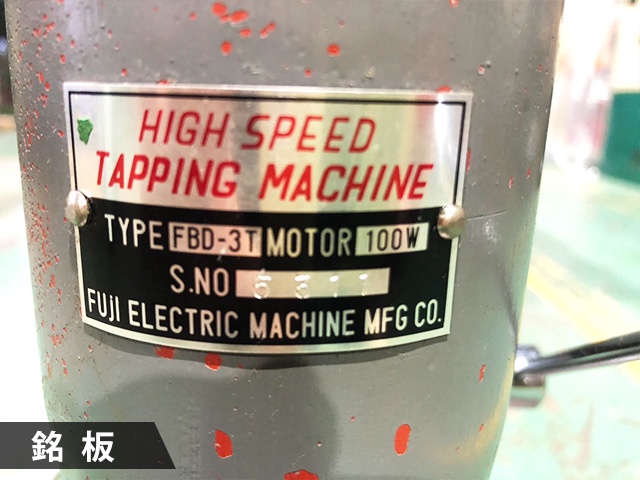 HIGH SPEED
TAPPING MACHINE
TYPE FBD-3T MOTOR 100W
S.NO
FUJI ELECTRIC MACHINE MFG CO.
銘板